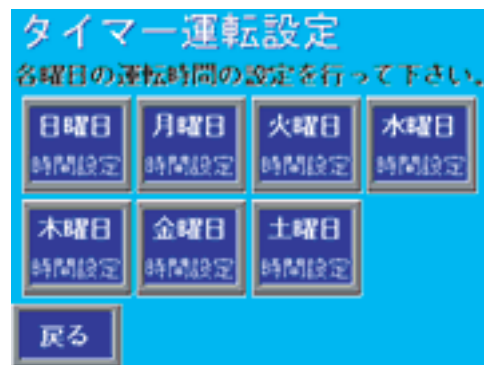 タイマー運転設定
各曜日の運転時間の設定を行って下さい。
日曜日 月曜日 火曜日 水曜日
時間設定 時間設定 時間設定 時間設定
木曜日 金曜日 土曜日
時間設定 時間設定 時間設定
戻る